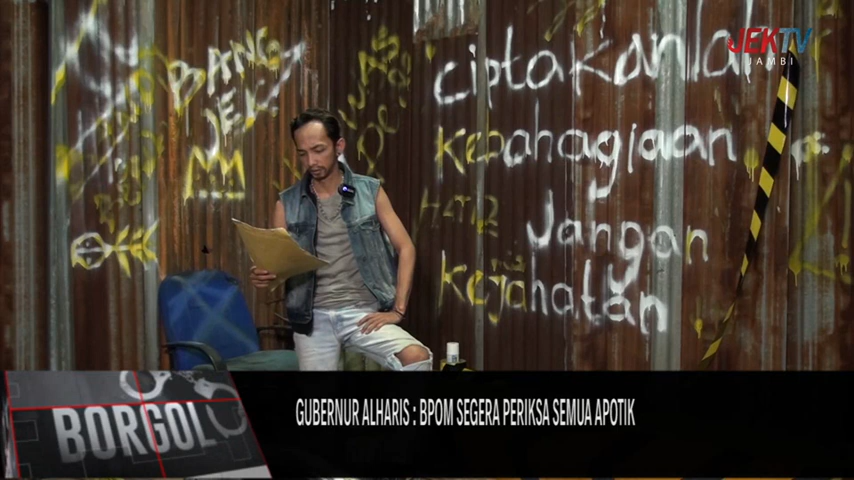 JEKTV
JAMBI
BANG
JEK
ciptakanlah
kebahagiaan
Jangan
kejahatan
BORGOL
GUBERNUR ALHARIS : BPOM SEGERA PERIKSA SEMUA APOTIK